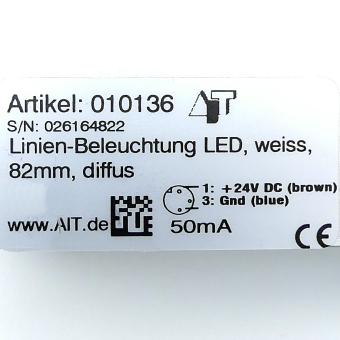 Artikel: 010136 AIT
S/N: 026164822
Linien-Beleuchtung LED, weiss,
82mm, diffus
1: +24V DC (brown)
3: Gnd (blue)
www.AIT.de
50mA
CE